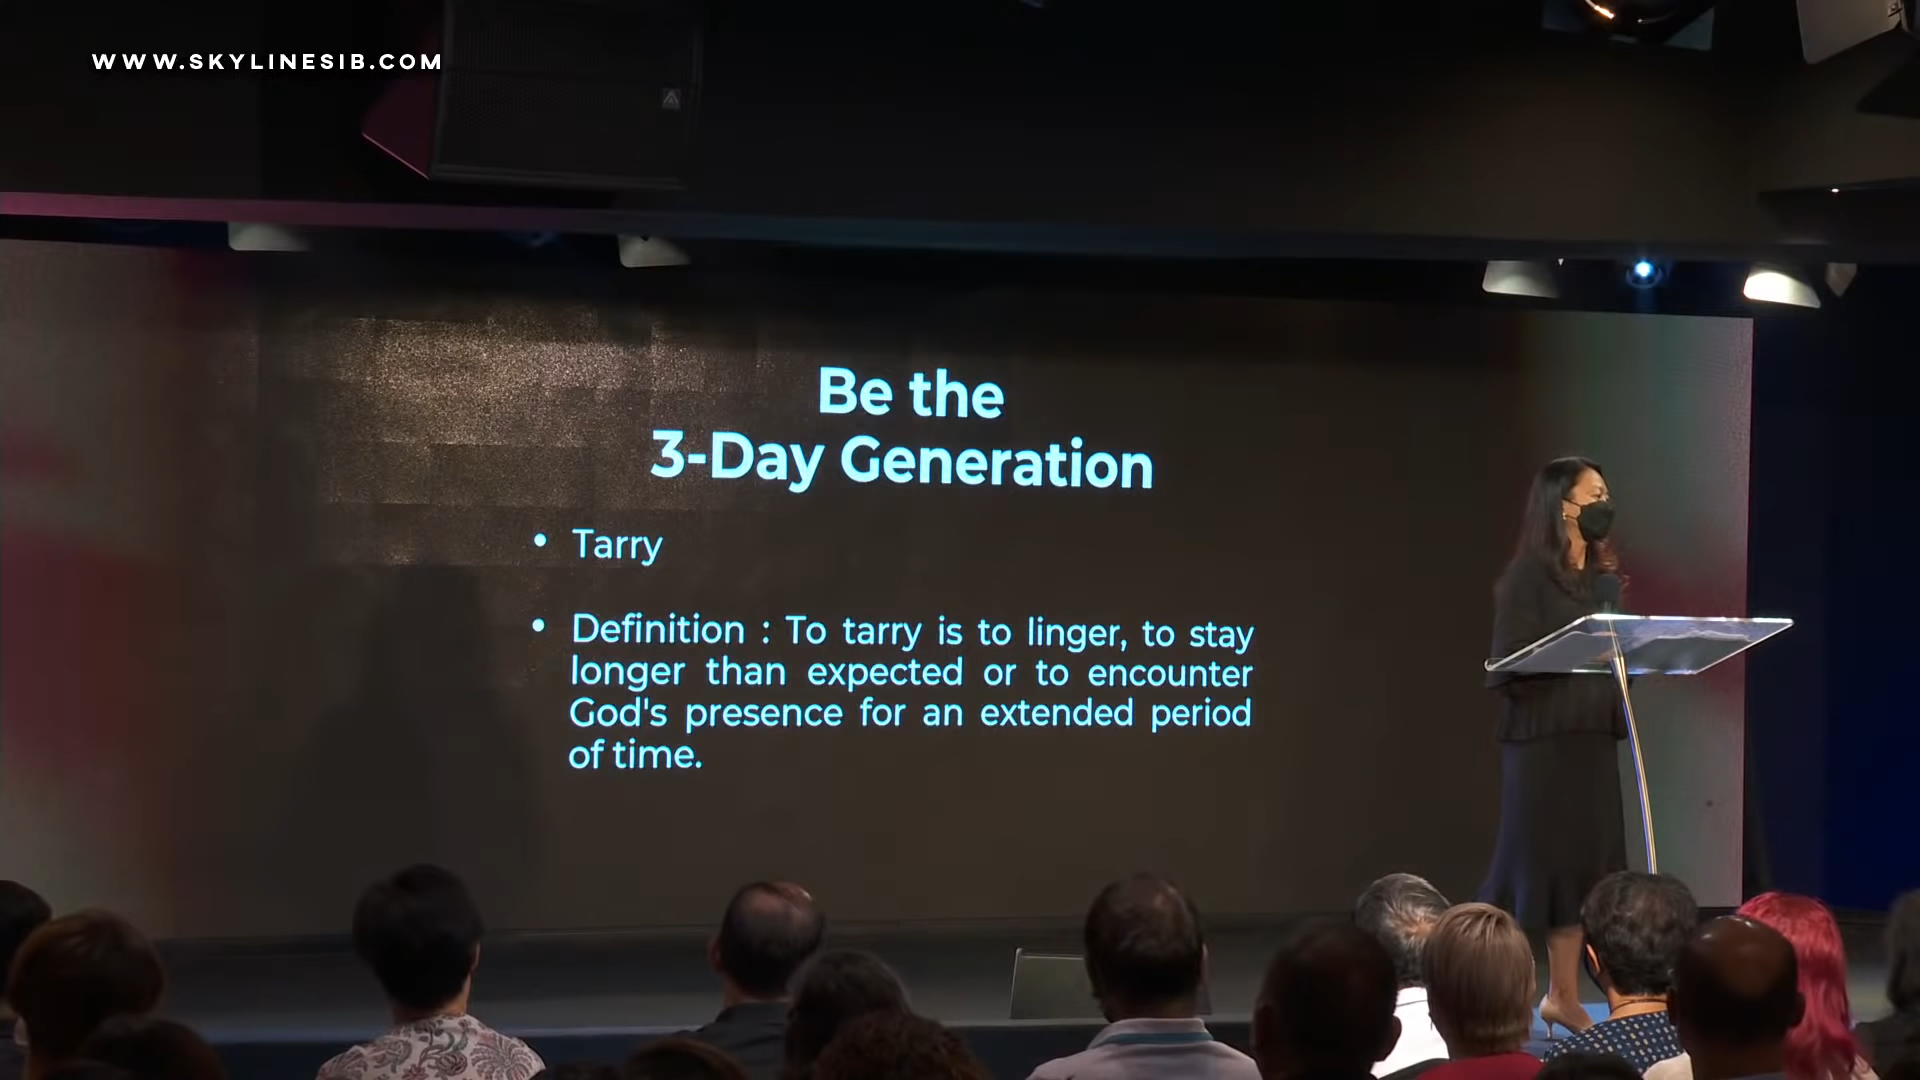 WWW.SKYLINESIB.COM
Be the
3-Day Generation
• Tarry
• Definition : To tarry is to linger, to stay
longer than expected or to encounter
God's presence for an extended period
of time.